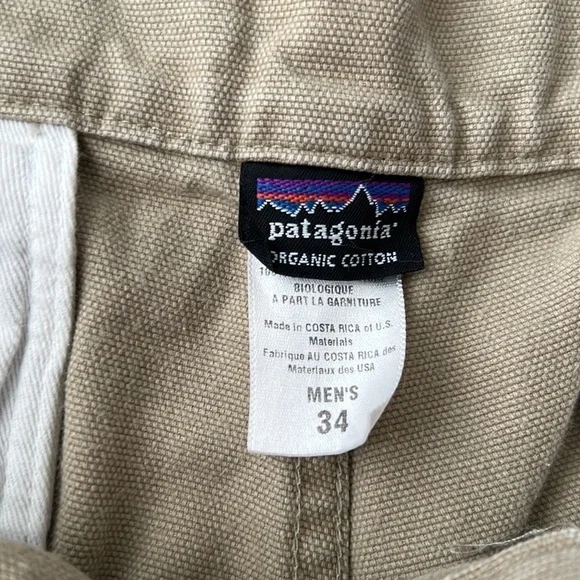 patagonia®
ORGANIC COTTON
BIOLOGIQUE
A PART LA GARNITURE
Made in COSTA RICA of U.S.
Materials
Fabrique AU COSTA RICA des
Materiaux des USA
MEN'S
34